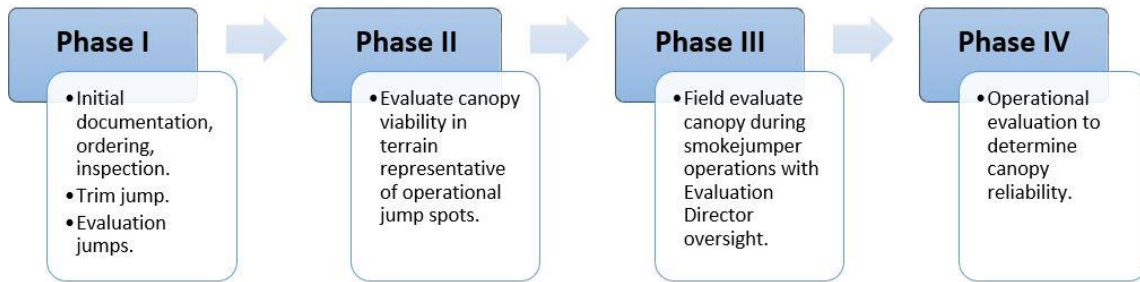 Phase I
•Initial
documentation,
ordering,
inspection.
•Trim jump.
•Evaluation
jumps.
Phase II
•Evaluate canopy
viability in
terrain
representative
of operational
jump spots.
Phase III
•Field evaluate
canopy during
smokejumper
operations with
Evaluation
Director
oversight.
Phase IV
•Operational
evaluation to
determine
canopy
reliability.